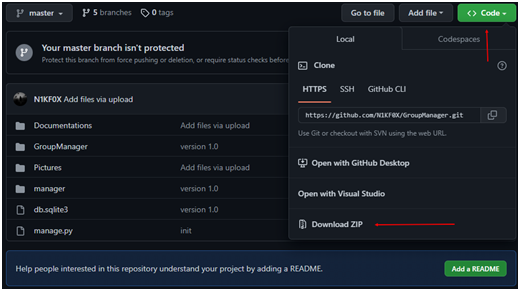 master
5 branches
0 tags
Go to file
Add file
Code
Your master branch isn't protected
Protect this branch from force pushing or deletion, or require status checks before
N1KF0X Add files via upload
Documentations Add files via upload
GroupManager version 1.0
Pictures Add files via upload
manager version 1.0
db.sqlite3 version 1.0
manage.py init
Local
Codespaces
Clone
HTTPS SSH GitHub CLI
https://github.com/N1KF0X/GroupManager.git
Use Git or checkout with SVN using the web URL.
Open with GitHub Desktop
Open with Visual Studio
Download ZIP
Help people interested in this repository understand your project by adding a README.
Add a README